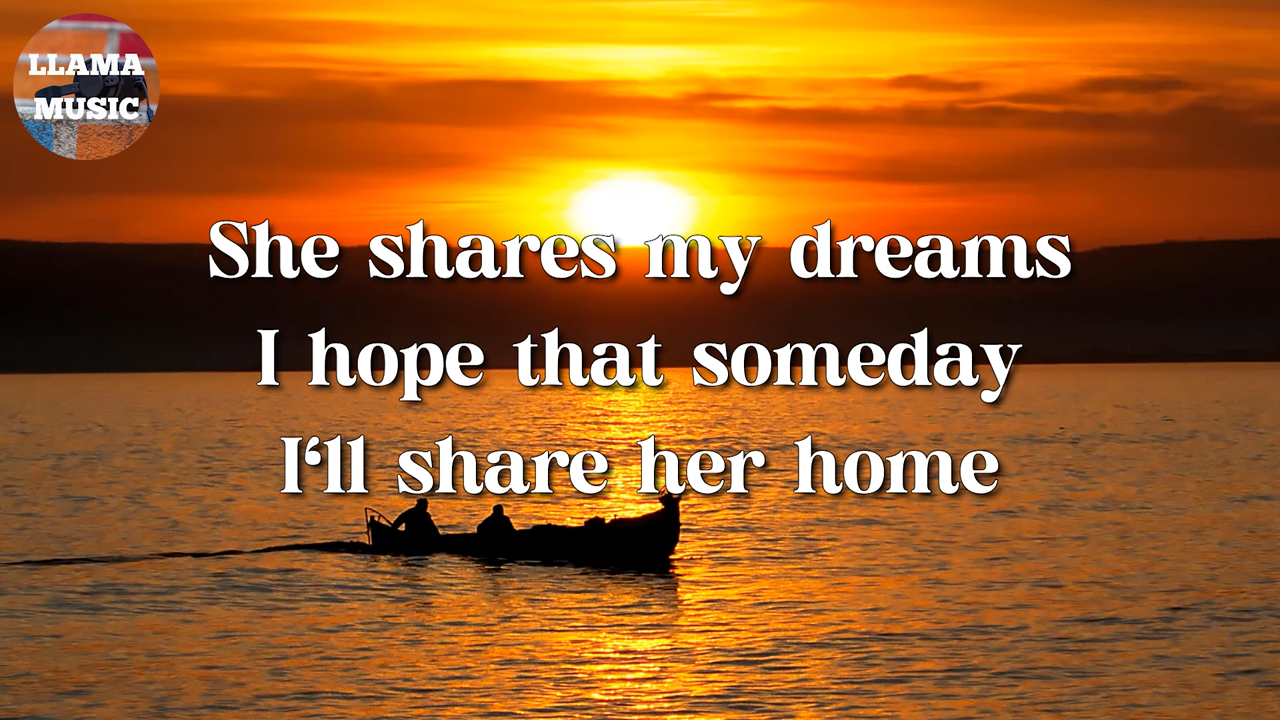 LLAMA
MUSIC
She shares my dreams
I hope that someday
I‘ll share her home